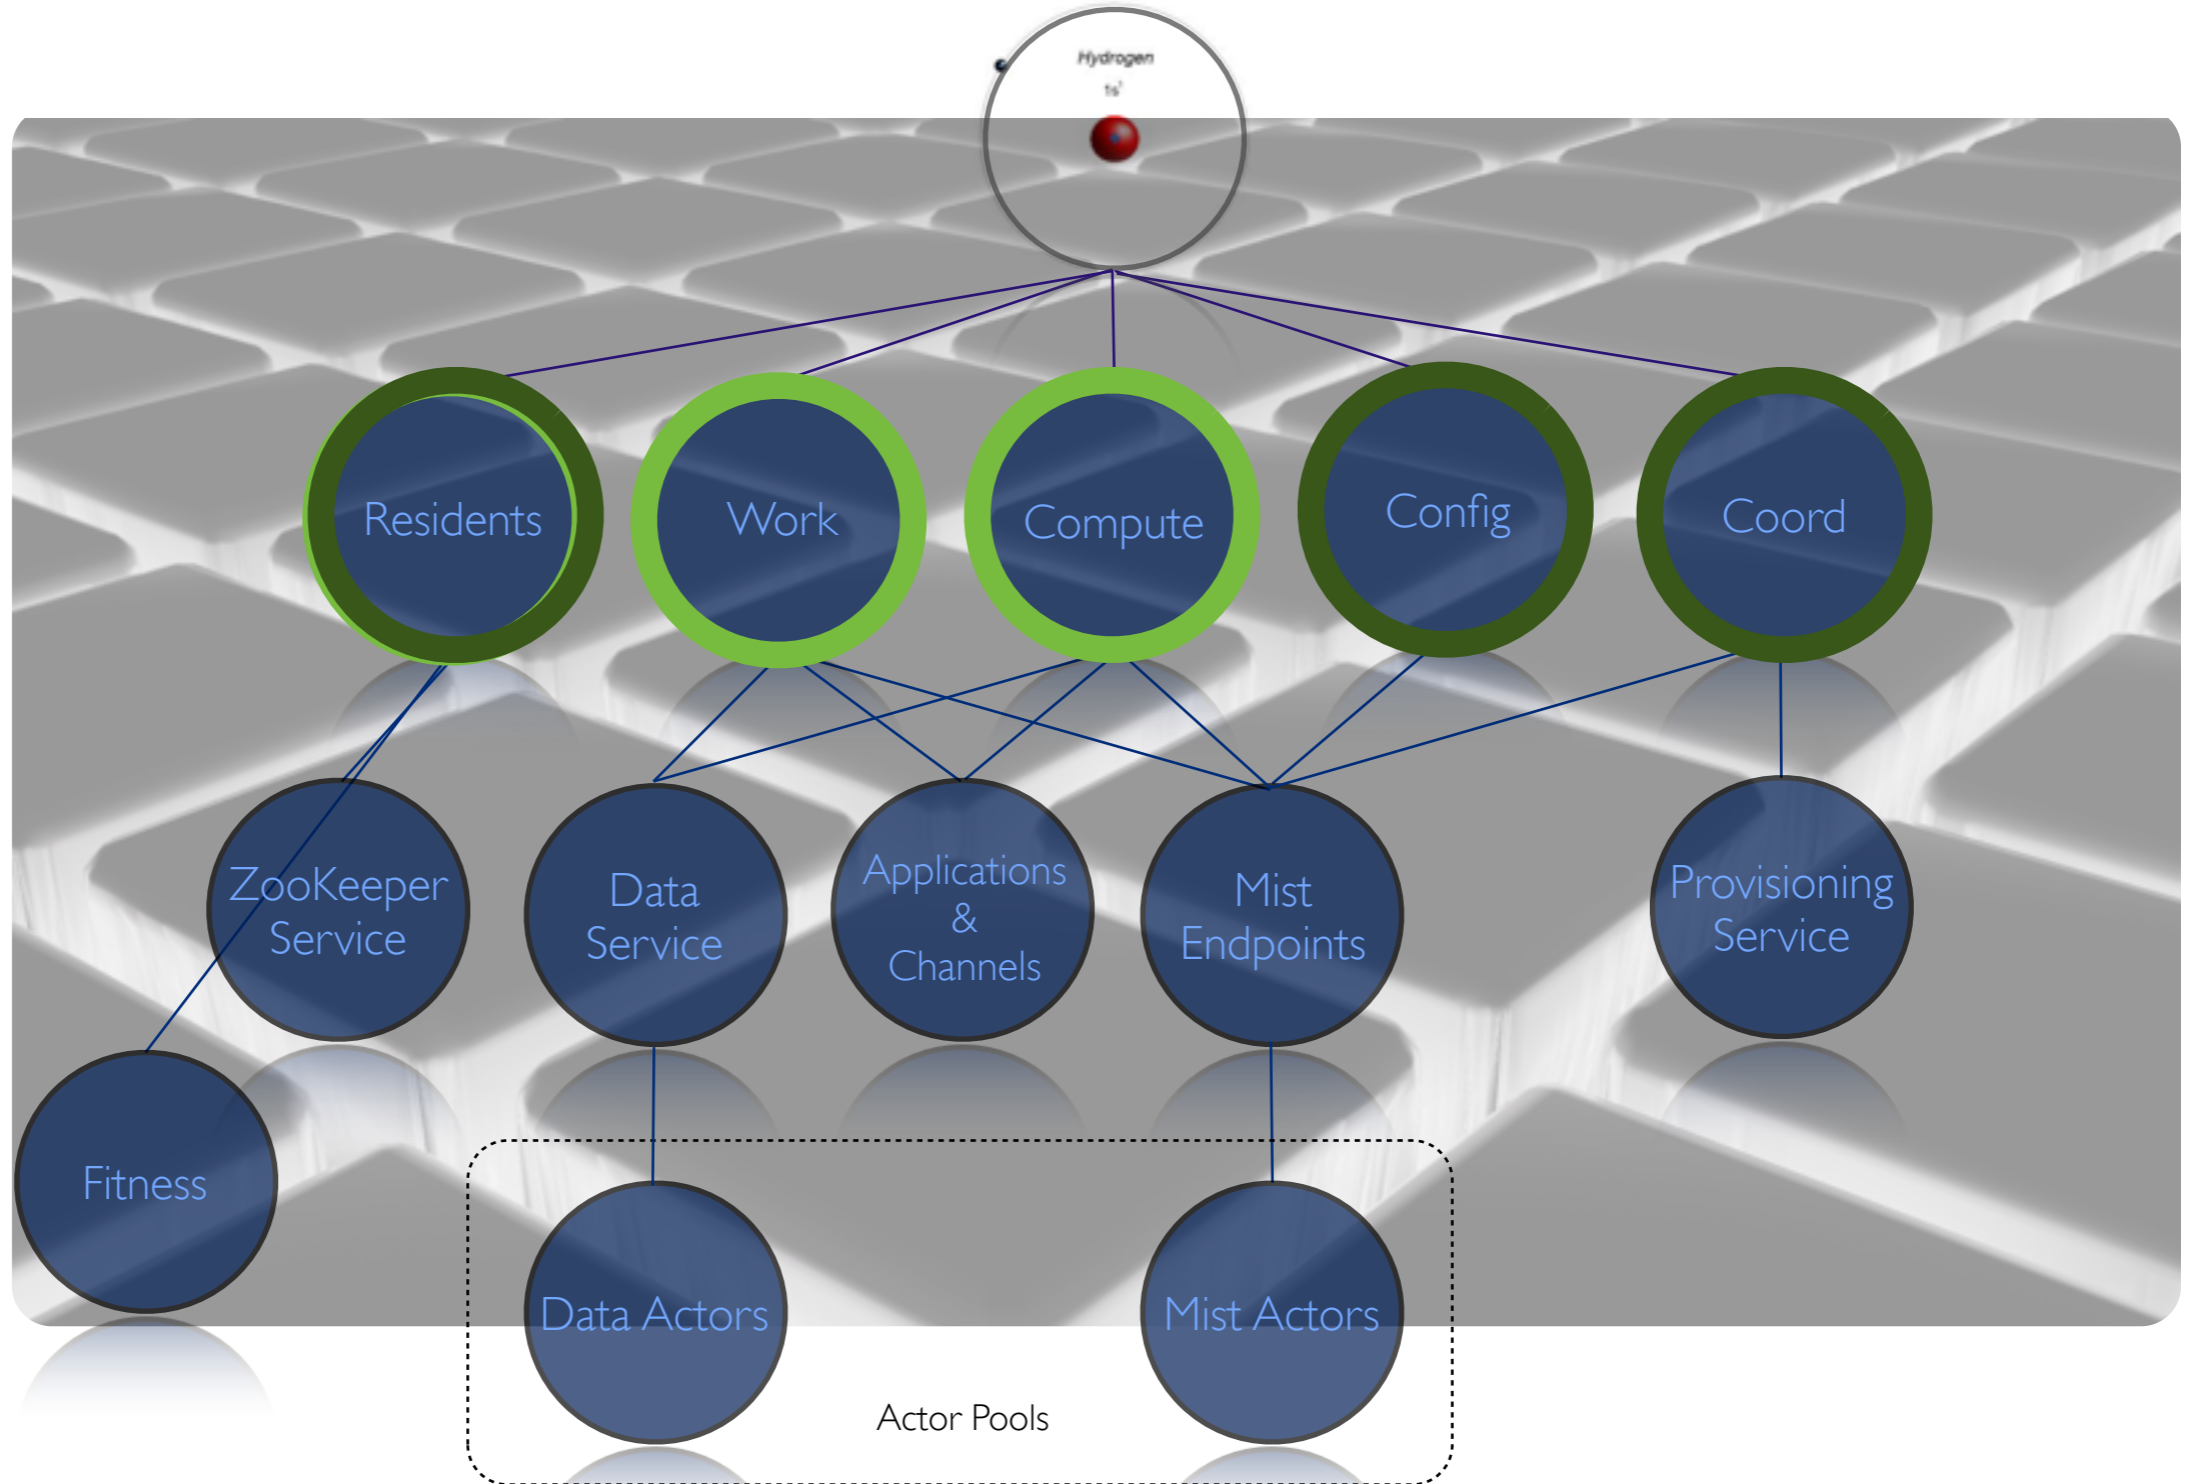 Hydrogen
1s¹
Residents
Work
Compute
Config
Coord
ZooKeeper
Service
Data
Service
Applications
&
Channels
Mist
Endpoints
Provisioning
Service
Fitness
Data Actors
Mist Actors
Actor Pools